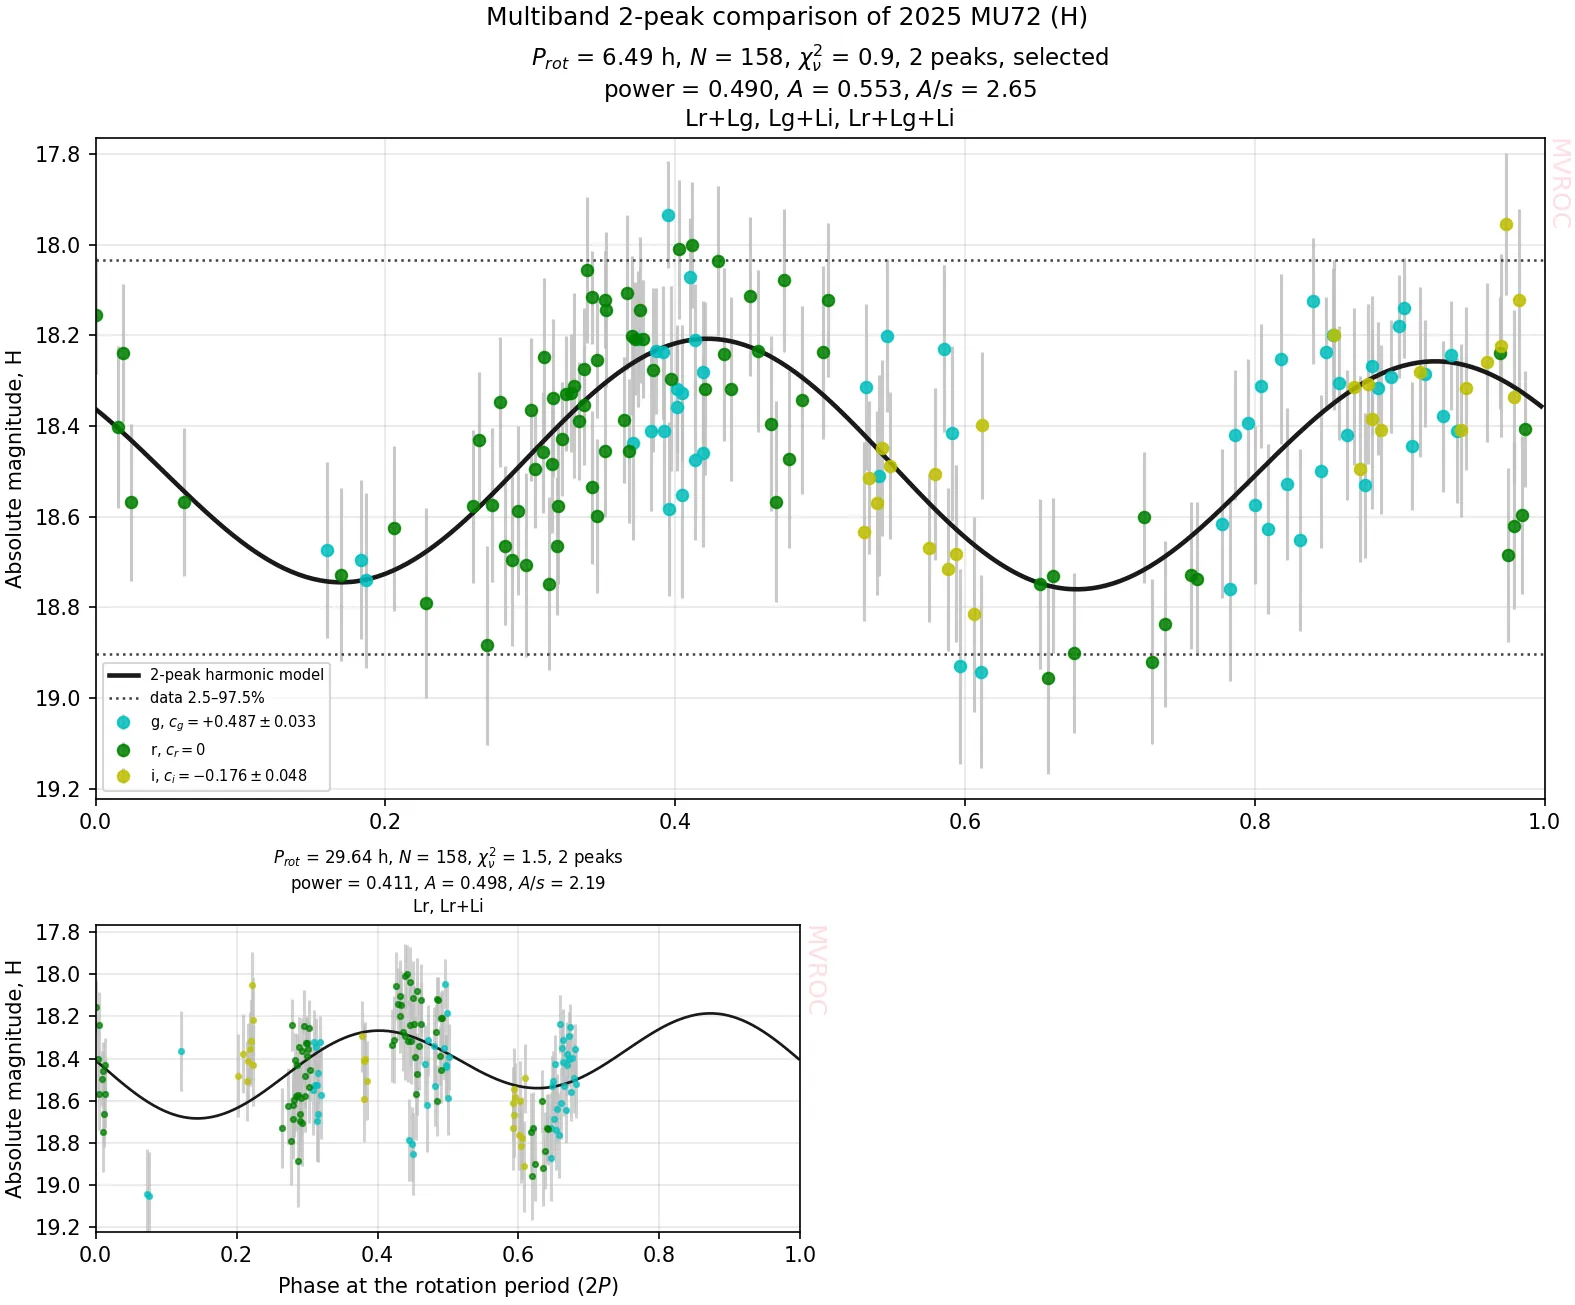 Multiband 2-peak comparison of 2025 MU72 (H)
P_rot = 6.49 h, N = 158, χ²_ν = 0.9, 2 peaks, selected
power = 0.490, A = 0.553, A/s = 2.65
Lr+Lg, Lg+Li, Lr+Lg+Li
17.8
18.0
18.2
18.4
18.6
18.8
19.0
19.2
Absolute magnitude, H
2-peak harmonic model
data 2.5–97.5%
g, c_g = +0.487 ± 0.033
r, c_r = 0
i, c_i = −0.176 ± 0.048
0.0 0.2 0.4 0.6 0.8 1.0
MVROC
P_rot = 29.64 h, N = 158, χ²_ν = 1.5, 2 peaks
power = 0.411, A = 0.498, A/s = 2.19
Lr, Lr+Li
17.8
18.0
18.2
18.4
18.6
18.8
19.0
19.2
Absolute magnitude, H
0.0 0.2 0.4 0.6 0.8 1.0
Phase at the rotation period (2P)
MVROC